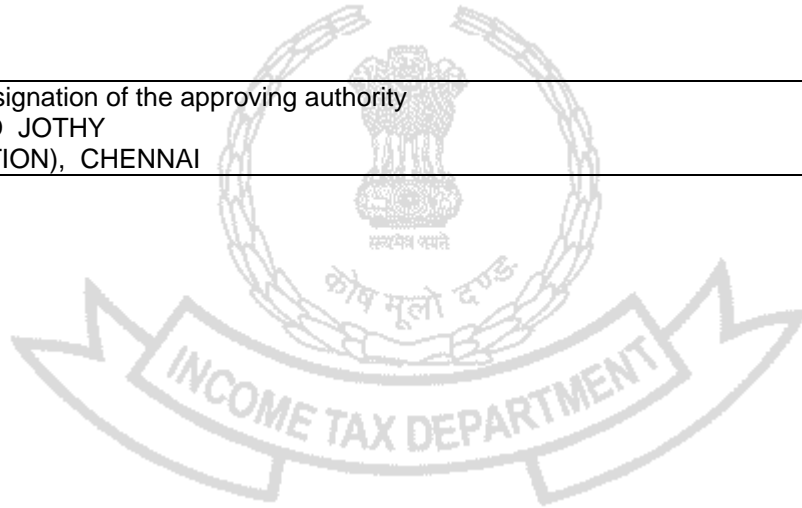 signation of the approving authority
JOTHY
TION), CHENNAI
सत्यमेव जयते
कोष मूलो दण्ड:
INCOME TAX DEPARTMENT